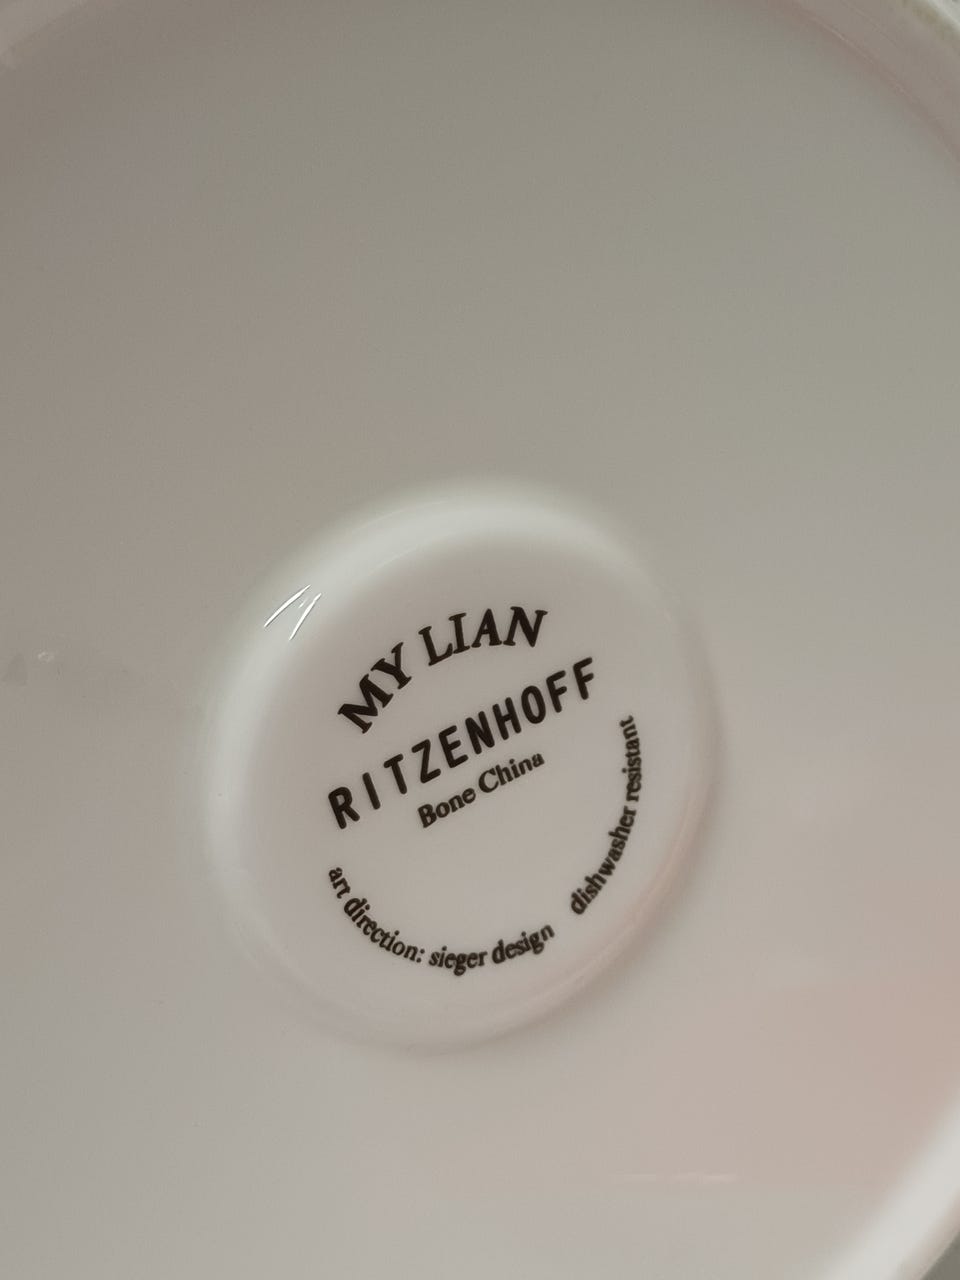 MY LIAN
RITZENHOFF
Bone China
art direction: sieger design
dishwasher resistant